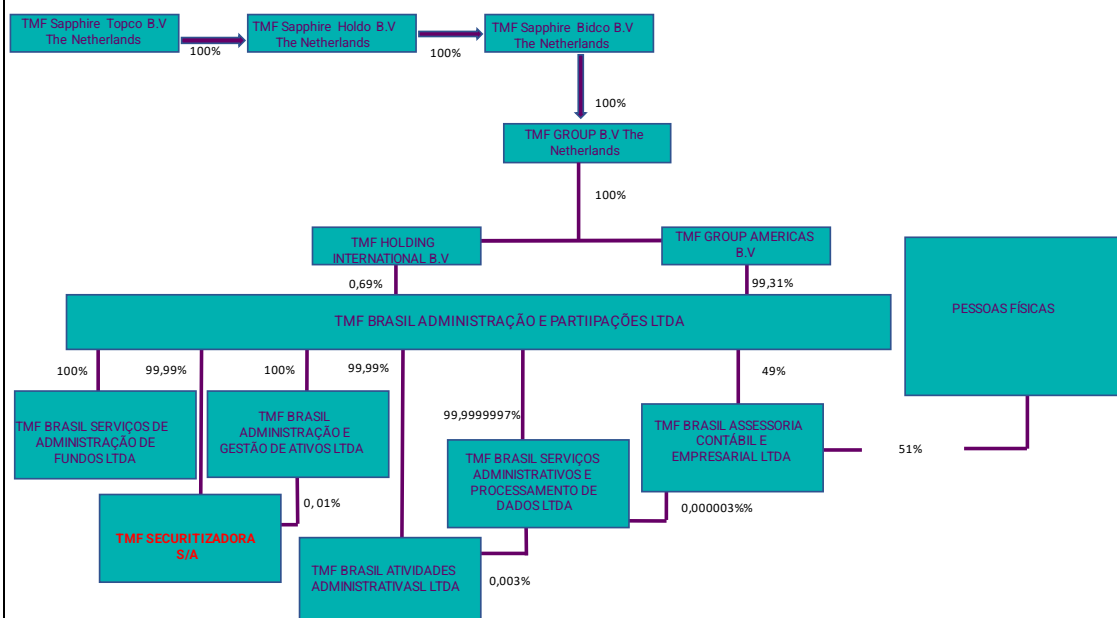 TMF Sapphire Topco B.V
The Netherlands
TMF Sapphire Holdo B.V
The Netherlands
TMF Sapphire Bidco B.V
The Netherlands
100%
100%
100%
TMF GROUP B.V The
Netherlands
100%
TMF HOLDING
INTERNATIONAL B.V
TMF GROUP AMERICAS
B.V
0,69%
99,31%
TMF BRASIL ADMINISTRAÇÃO E PARTIIPAÇÕES LTDA
PESSOAS FÍSICAS
100%
99,99%
100%
99,99%
99,9999997%
49%
TMF BRASIL SERVIÇOS DE
ADMINISTRAÇÃO DE
FUNDOS LTDA
TMF BRASIL
ADMINISTRAÇÃO E
GESTÃO DE ATIVOS LTDA
TMF BRASIL SERVIÇOS
ADMINISTRATIVOS E
PROCESSAMENTO DE
DADOS LTDA
TMF BRASIL ASSESSORIA
CONTÁBIL E
EMPRESARIAL LTDA
51%
0,01%
0,000003%%
TMF SECURITIZADORA
S/A
TMF BRASIL ATIVIDADES
ADMINISTRATIVASL LTDA
0,003%